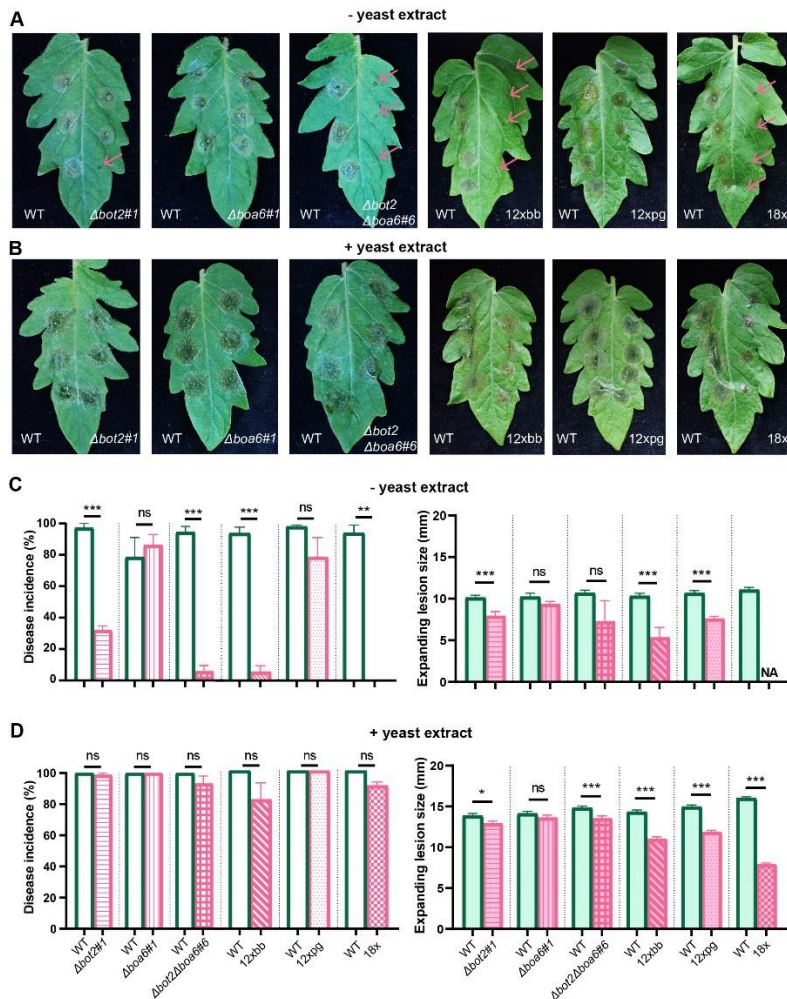 A
- yeast extract
WT Δbot2#1
WT Δboa6#1
WT Δbot2
Δboa6#6
WT 12xbb
WT 12xpg
WT 18x
B
+ yeast extract
WT Δbot2#1
WT Δboa6#1
WT Δbot2
Δboa6#6
WT 12xbb
WT 12xpg
WT 18x
C
- yeast extract
Disease incidence (%)
100
80
60
40
20
0
*** ns *** *** ns **
Expanding lesion size (mm)
20
15
10
5
0
*** ns ns *** *** NA
D
+ yeast extract
Disease incidence (%)
100
80
60
40
20
0
ns ns ns ns ns ns
WT Δbot2#1 WT Δboa6#1 WT Δbot2Δboa6#6 WT 12xbb WT 12xpg WT 18x
Expanding lesion size (mm)
20
15
10
5
0
* ns *** *** *** ***
WT Δbot2#1 WT Δboa6#1 WT Δbot2Δboa6#6 WT 12xbb WT 12xpg WT 18x